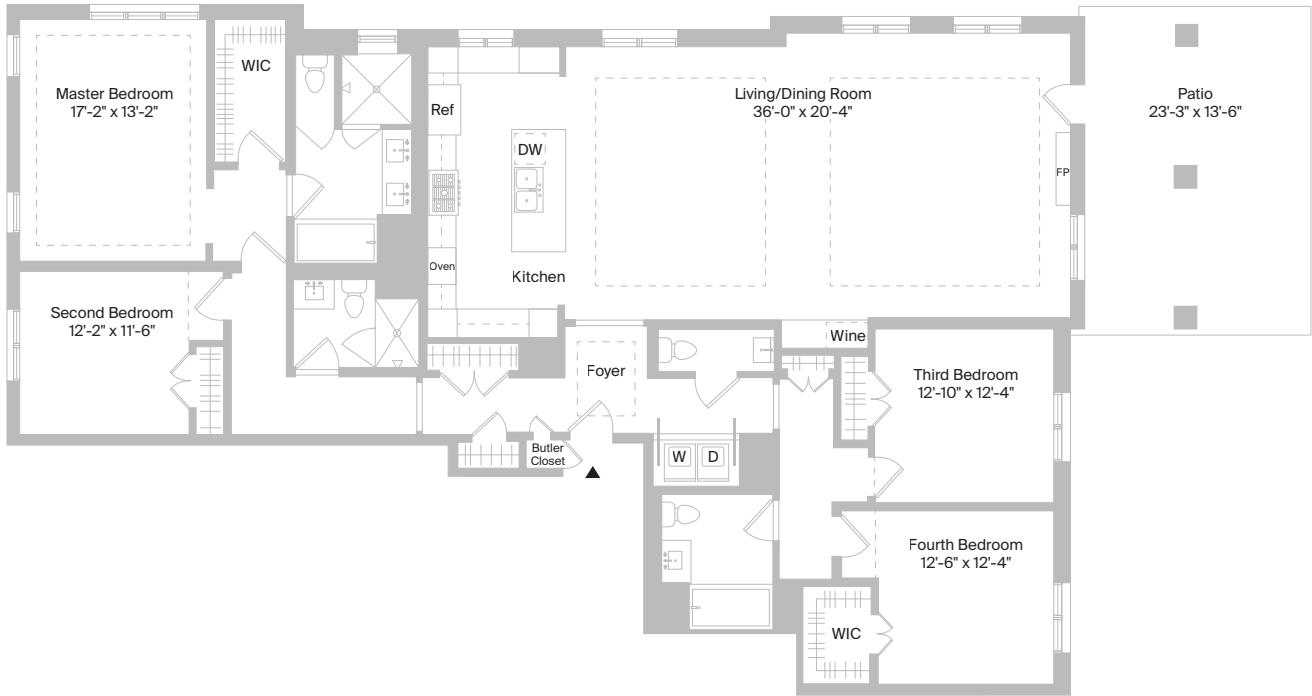 WIC
Master Bedroom
17'-2" x 13'-2"
Ref
DW
Living/Dining Room
36'-0" x 20'-4"
Patio
23'-3" x 13'-6"
FP
Oven
Kitchen
Second Bedroom
12'-2" x 11'-6"
Wine
Foyer
Third Bedroom
12'-10" x 12'-4"
Butler
Closet
W
D
Fourth Bedroom
12'-6" x 12'-4"
WIC